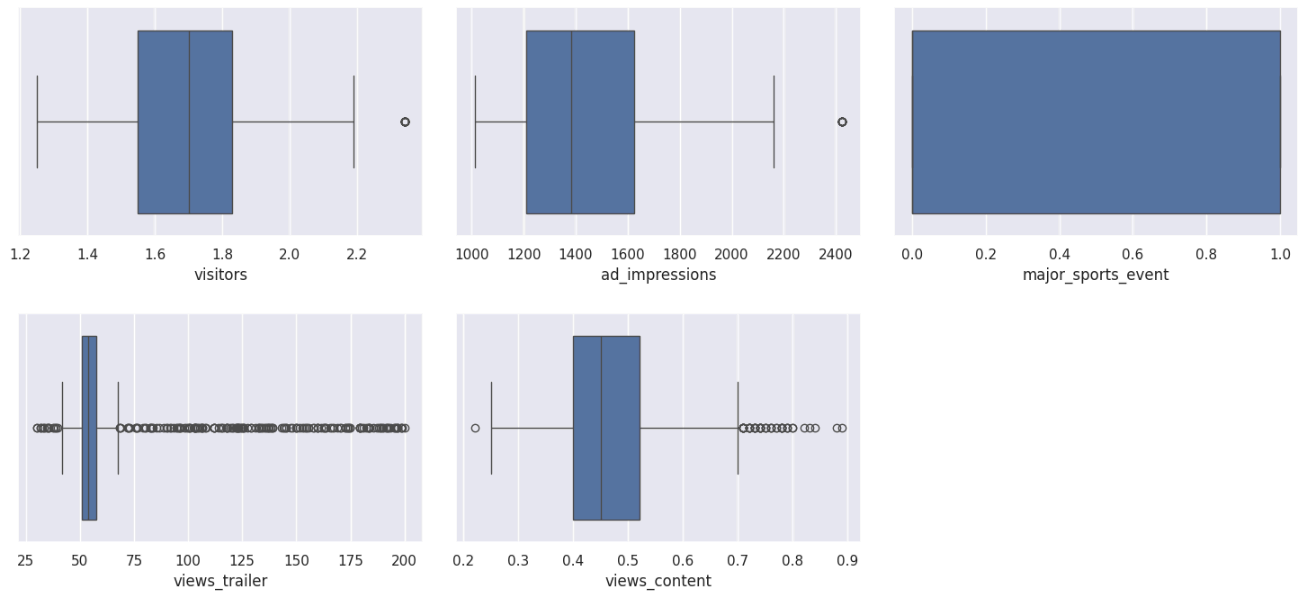 1.2 1.4 1.6 1.8 2.0 2.2
visitors
1000 1200 1400 1600 1800 2000 2200 2400
ad_impressions
0.0 0.2 0.4 0.6 0.8 1.0
major_sports_event
25 50 75 100 125 150 175 200
views_trailer
0.2 0.3 0.4 0.5 0.6 0.7 0.8 0.9
views_content